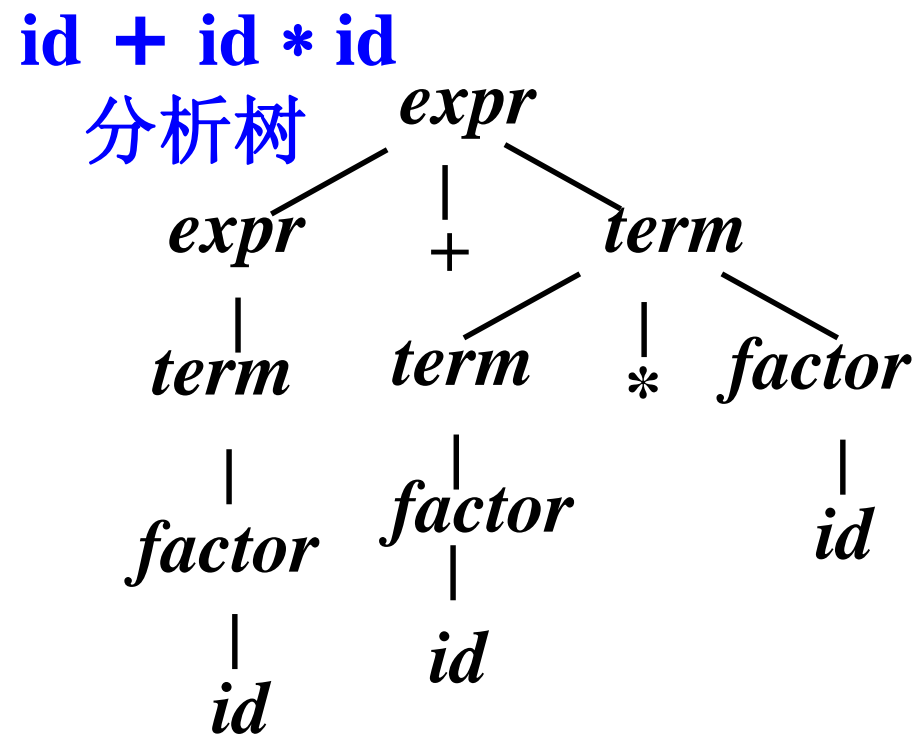 id + id * id
分析树
expr
expr + term
term term * factor
factor factor id
id id